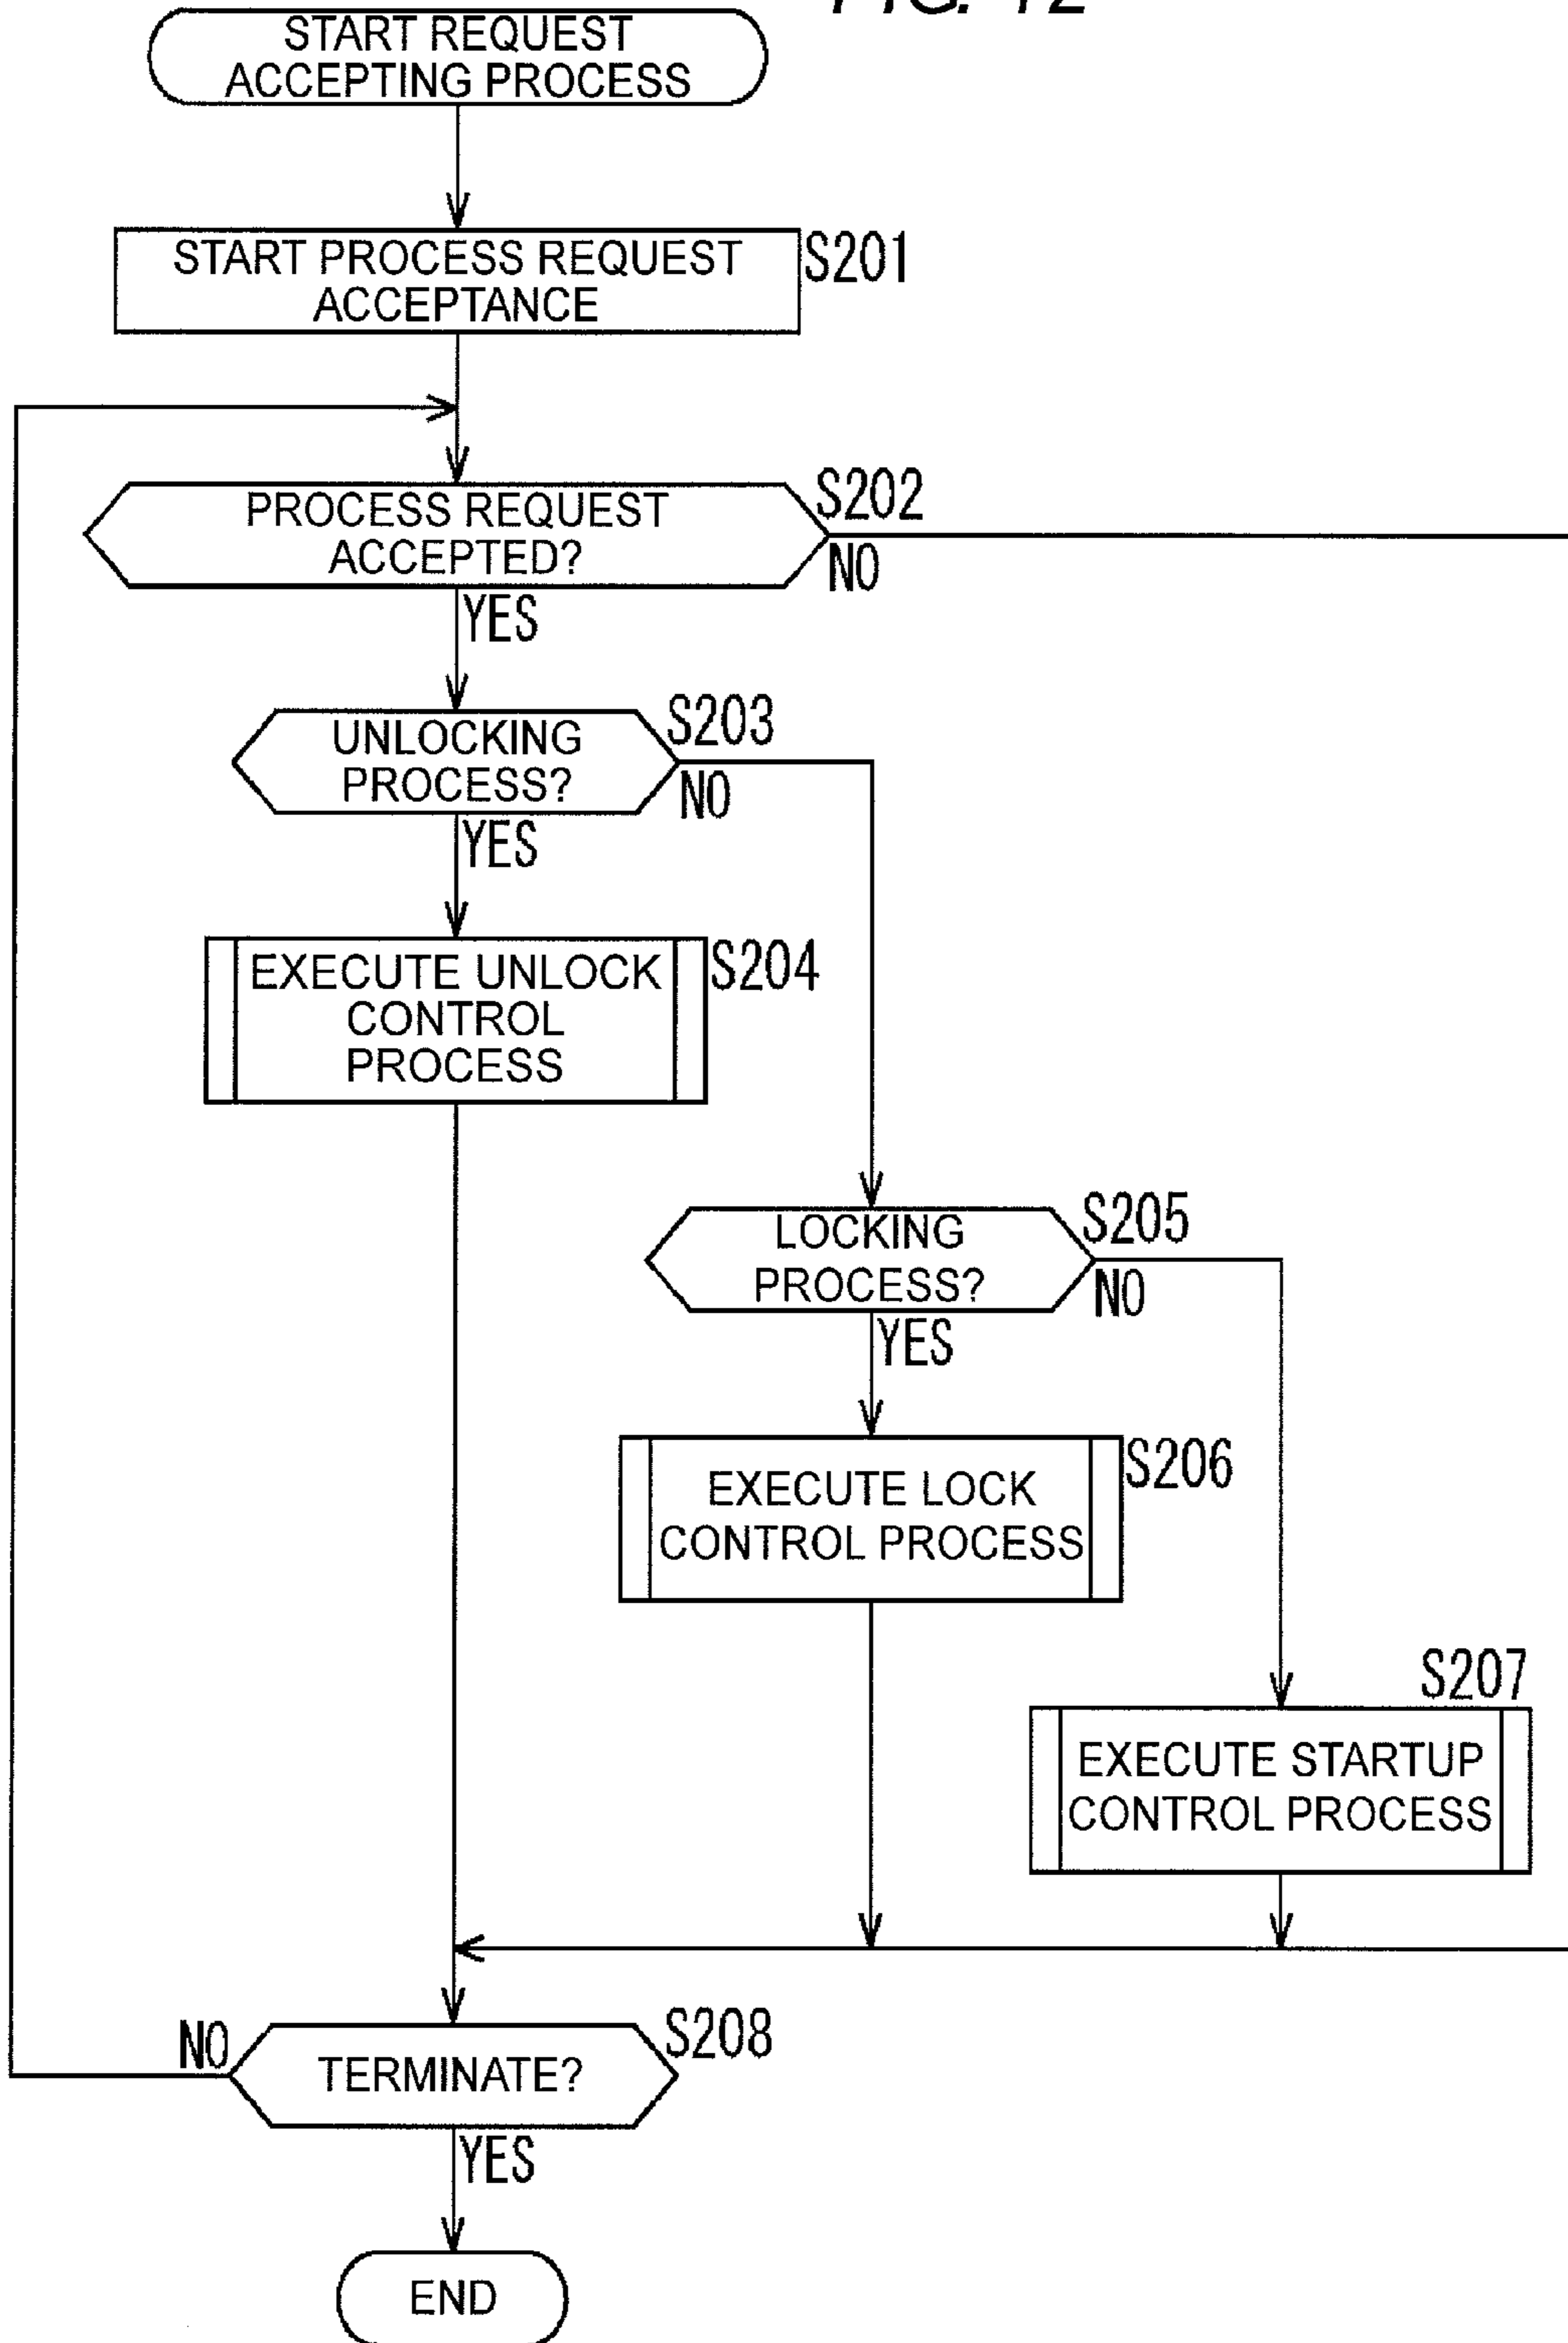 FIG. 12
START REQUEST
ACCEPTING PROCESS
START PROCESS REQUEST
ACCEPTANCE
S201
PROCESS REQUEST
ACCEPTED?
S202
NO
YES
UNLOCKING
PROCESS?
S203
NO
YES
EXECUTE UNLOCK
CONTROL
PROCESS
S204
LOCKING
PROCESS?
S205
NO
YES
EXECUTE LOCK
CONTROL PROCESS
S206
S207
EXECUTE STARTUP
CONTROL PROCESS
NO
TERMINATE?
S208
YES
END